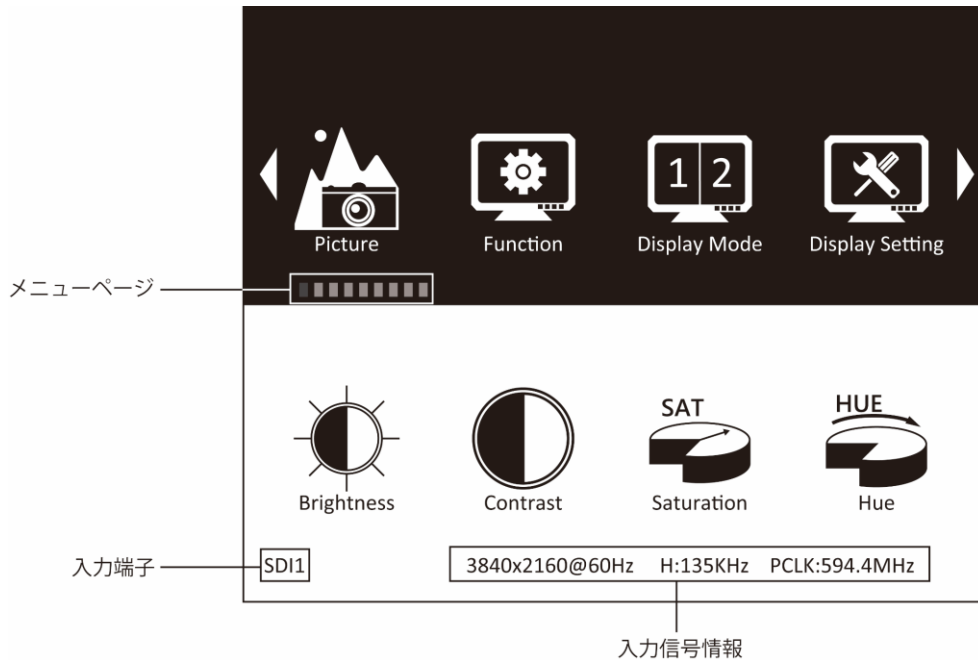 1 2
Picture Function Display Mode Display Setting
メニューページ
SAT HUE
Brightness Contrast Saturation Hue
入力端子 SDI1 3840x2160@60Hz H:135KHz PCLK:594.4MHz
入力信号情報